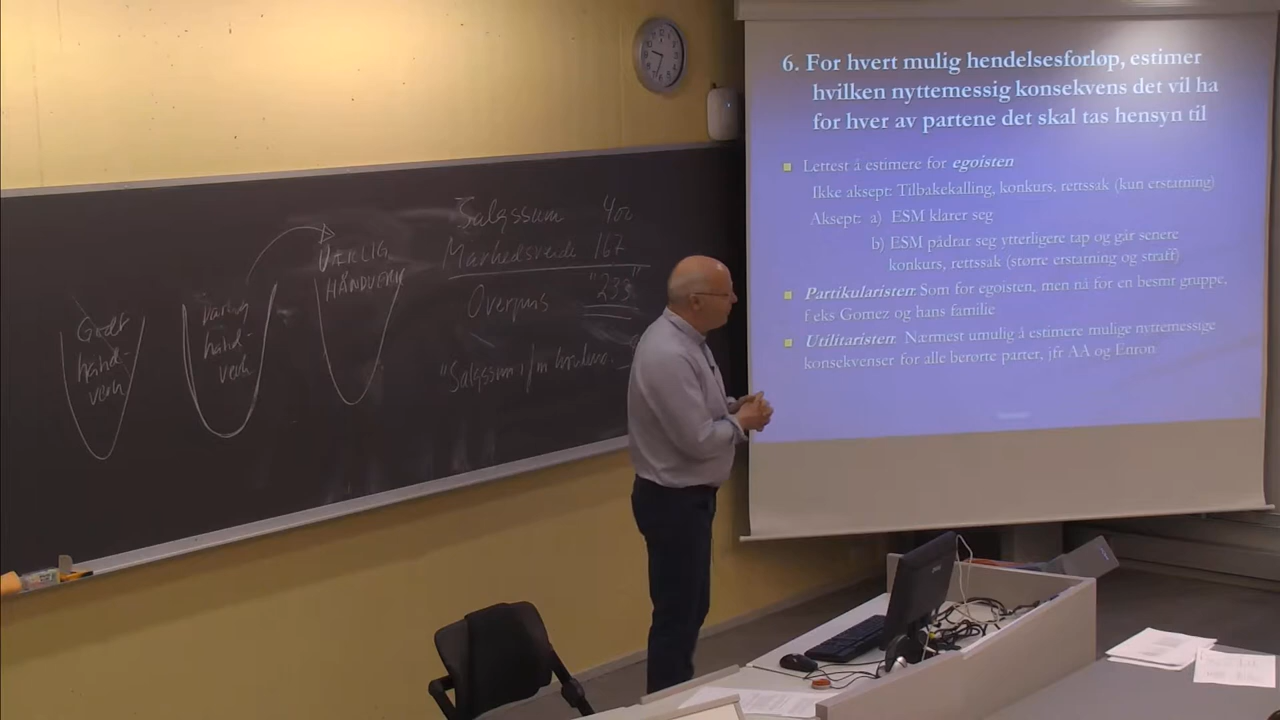 Godt
hånd-
verk
Dårlig
hånd-
verk
HÅNDVERK
Salgssum 400
Markedsverdi 167
Overpris "233"
"Salgssum i/m
6. For hvert mulig hendelsesforløp, estimer
hvilken nyttemessig konsekvens det vil ha
for hver av partene det skal tas hensyn til
Lettest å estimere for egoisten
Ikke aksept: Tilbakekalling, konkurs, rettssak (kun erstatning)
Aksept: a) ESM klarer seg
b) ESM pådrar seg ytterligere tap og går senere
konkurs, rettssak (større erstatning og straff)
Partikularisten: Som for egoisten, men nå for en bestmt gruppe,
f eks Gomez og hans familie
Utilitaristen: Nærmest umulig å estimere mulige nyttemessige
konsekvenser for alle berørte parter, jfr AA og Enron